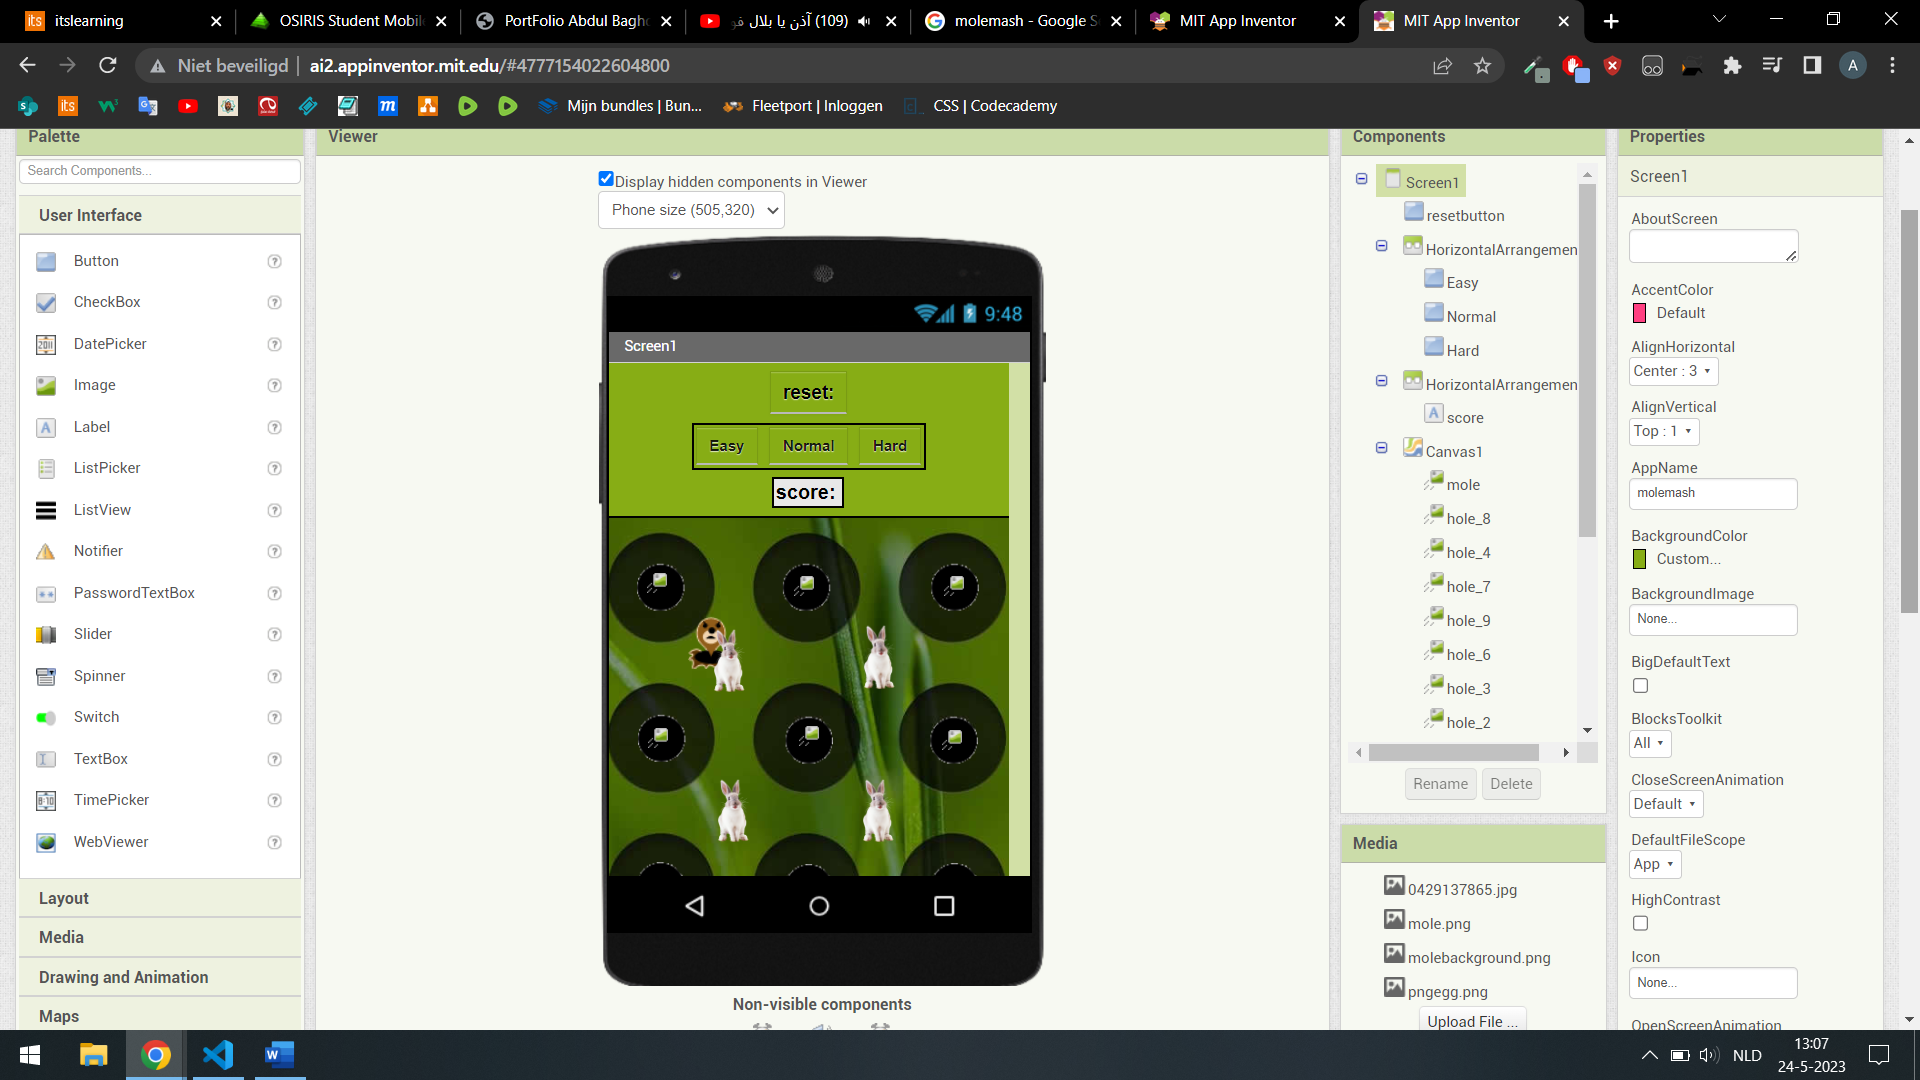 itslearning
OSIRIS Student Mobile
PortFolio Abdul Bagh
(109) آذن يا بلال
molemash - Google S
MIT App Inventor
MIT App Inventor
Niet beveiligd
ai2.appinventor.mit.edu/#4777154022604800
A
Mijn bundles | Bun...
Fleetport | Inloggen
CSS | Codecademy
Palette
Search Components...
User Interface
Button
CheckBox
DatePicker
Image
Label
ListPicker
ListView
Notifier
PasswordTextBox
Slider
Spinner
Switch
TextBox
TimePicker
WebViewer
Layout
Media
Drawing and Animation
Maps
Viewer
Display hidden components in Viewer
Phone size (505,320)
9:48
Screen1
reset:
Easy
Normal
Hard
score:
Non-visible components
Components
Screen1
resetbutton
HorizontalArrangemen
Easy
Normal
Hard
HorizontalArrangemen
score
Canvas1
mole
hole_8
hole_4
hole_7
hole_9
hole_6
hole_3
hole_2
Rename
Delete
Media
0429137865.jpg
mole.png
molebackground.png
pngegg.png
Upload File ...
Properties
Screen1
AboutScreen
AccentColor
Default
AlignHorizontal
Center : 3
AlignVertical
Top : 1
AppName
molemash
BackgroundColor
Custom...
BackgroundImage
None...
BigDefaultText
BlocksToolkit
All
CloseScreenAnimation
Default
DefaultFileScope
App
HighContrast
Icon
None...
OpenScreenAnimation
NLD
13:07
24-5-2023